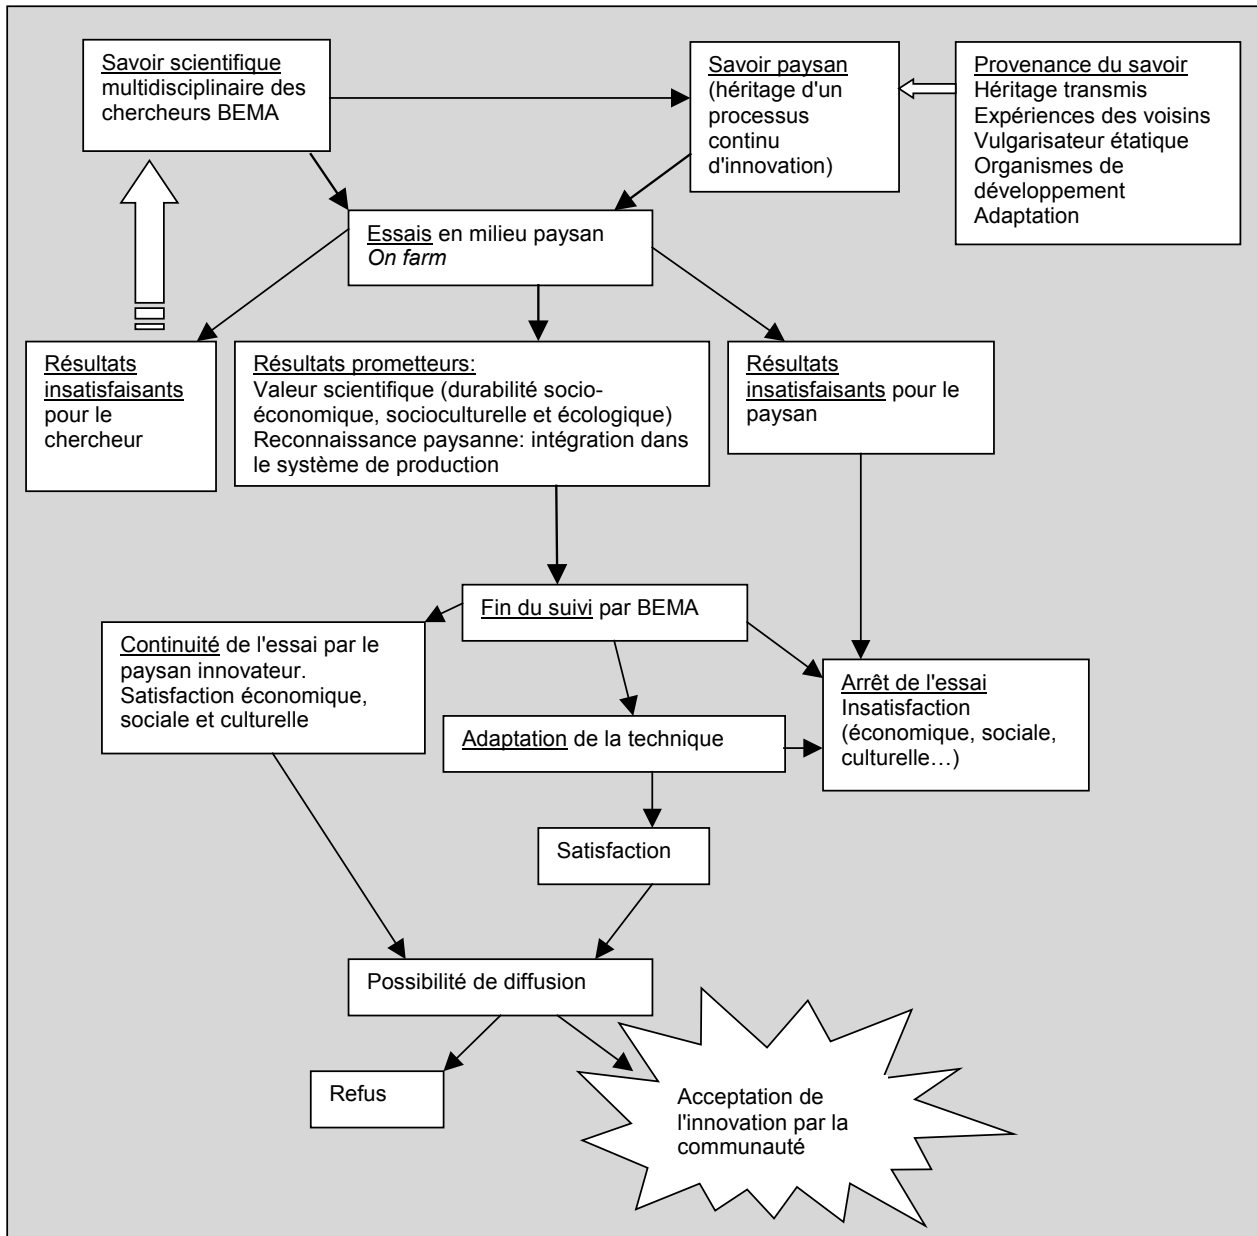 Savoir scientifique
multidisciplinaire des
chercheurs BEMA
Savoir paysan
(héritage d'un
processus
continu
d'innovation)
Provenance du savoir
Héritage transmis
Expériences des voisins
Vulgarisateur étatique
Organismes de
développement
Adaptation
Essais en milieu paysan
On farm
Résultats
insatisfaisants
pour le
chercheur
Résultats prometteurs:
Valeur scientifique (durabilité socio-
économique, socioculturelle et écologique)
Reconnaissance paysanne: intégration dans
le système de production
Résultats
insatisfaisants pour le
paysan
Fin du suivi par BEMA
Continuité de l'essai par le
paysan innovateur.
Satisfaction économique,
sociale et culturelle
Arrêt de l'essai
Insatisfaction
(économique, sociale,
culturelle…)
Adaptation de la technique
Satisfaction
Possibilité de diffusion
Refus
Acceptation de
l'innovation par la
communauté